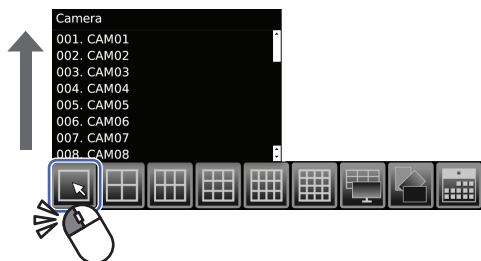 Camera
001. CAM01
002. CAM02
003. CAM03
004. CAM04
005. CAM05
006. CAM06
007. CAM07
008. CAM08